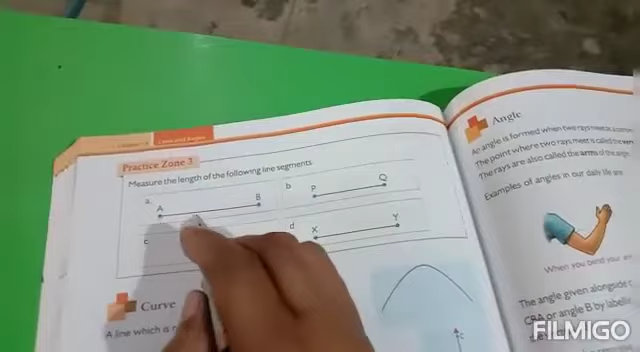 Practice Zone 3
Measure the length of the following line segments.
a.
A
B
b
P
Q
c
d
X
Y
Curve
A line which is
C
Angle
An angle is formed when two rays meet at a
The point where two rays meet is called the
The rays are also called the arms of the angle.
Examples of angles in our daily life are
When you bend your
The angle given alongside
CBA or angle B by
FILMIGO